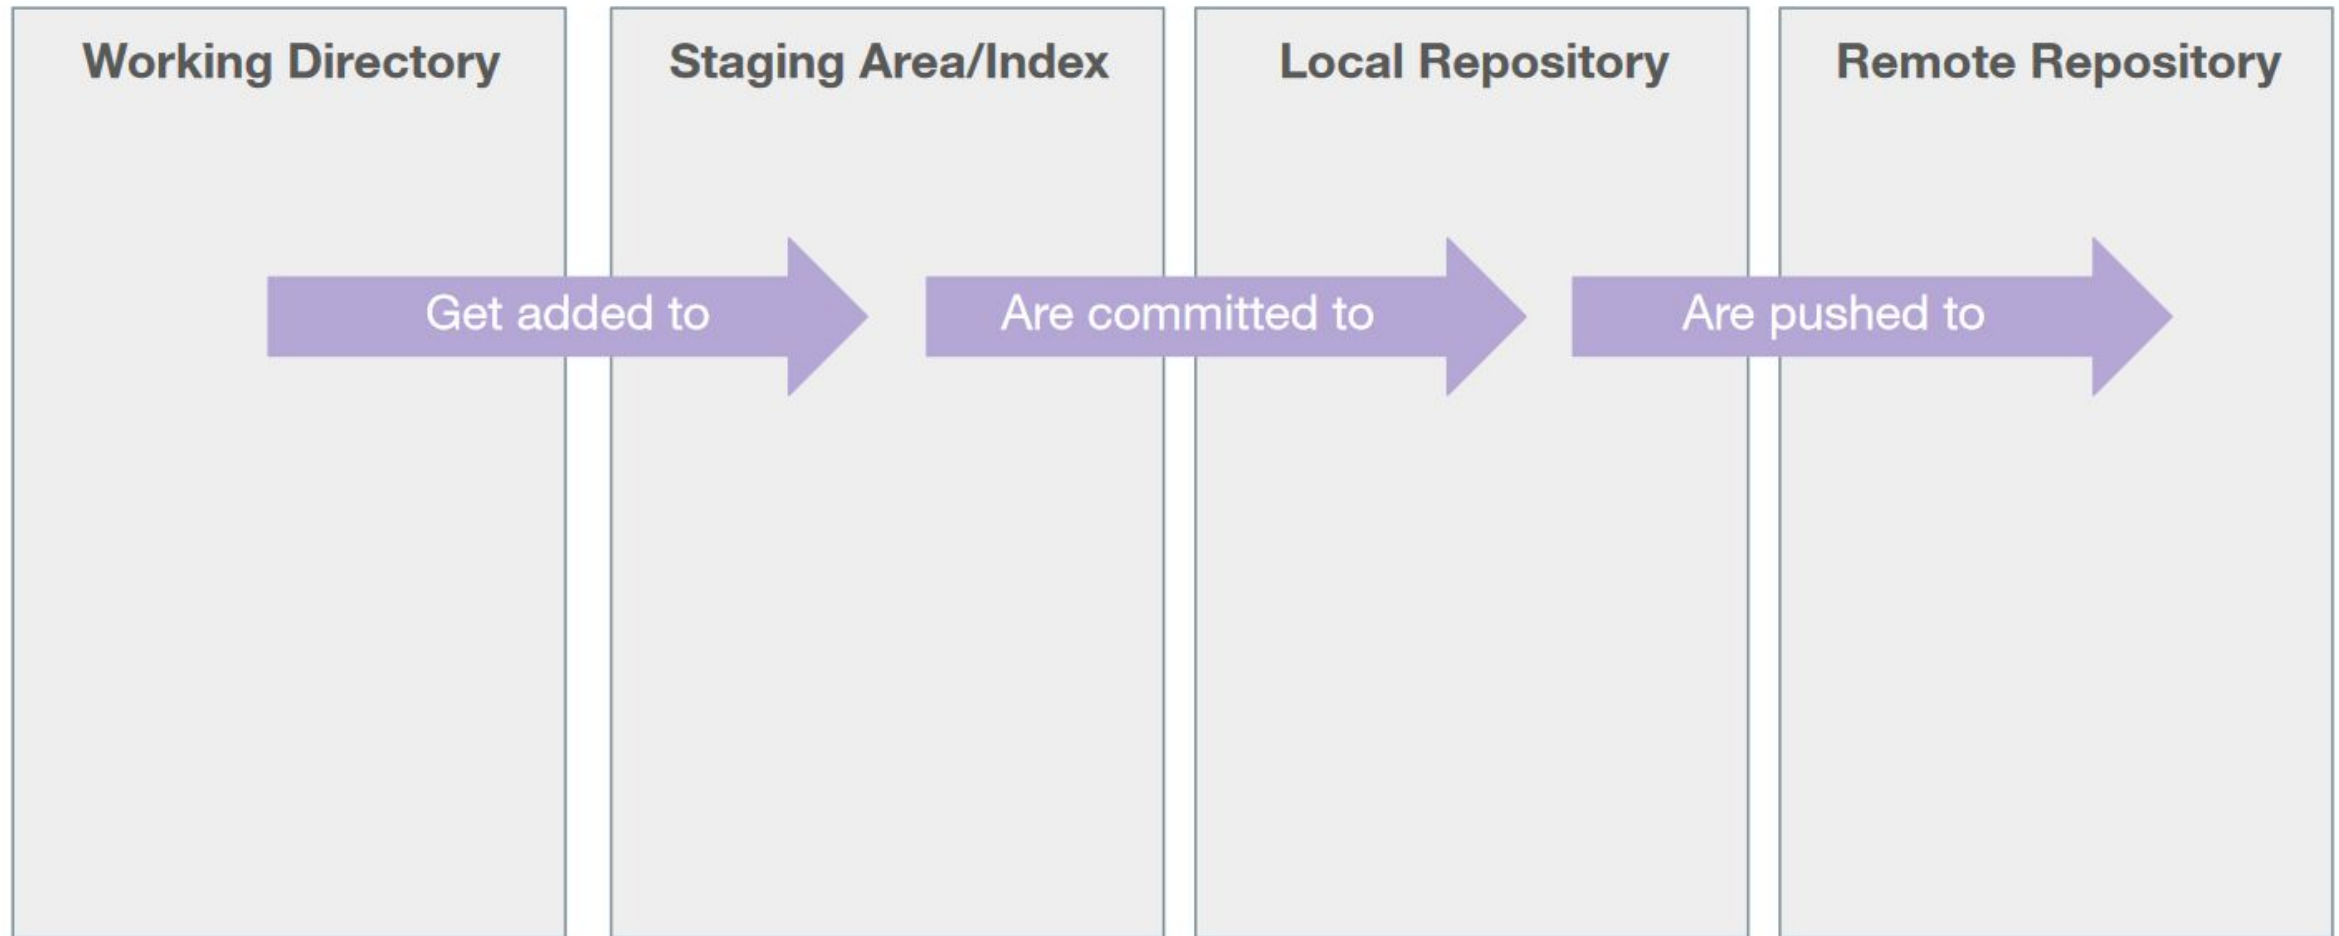 Working Directory
Staging Area/Index
Local Repository
Remote Repository
Get added to
Are committed to
Are pushed to